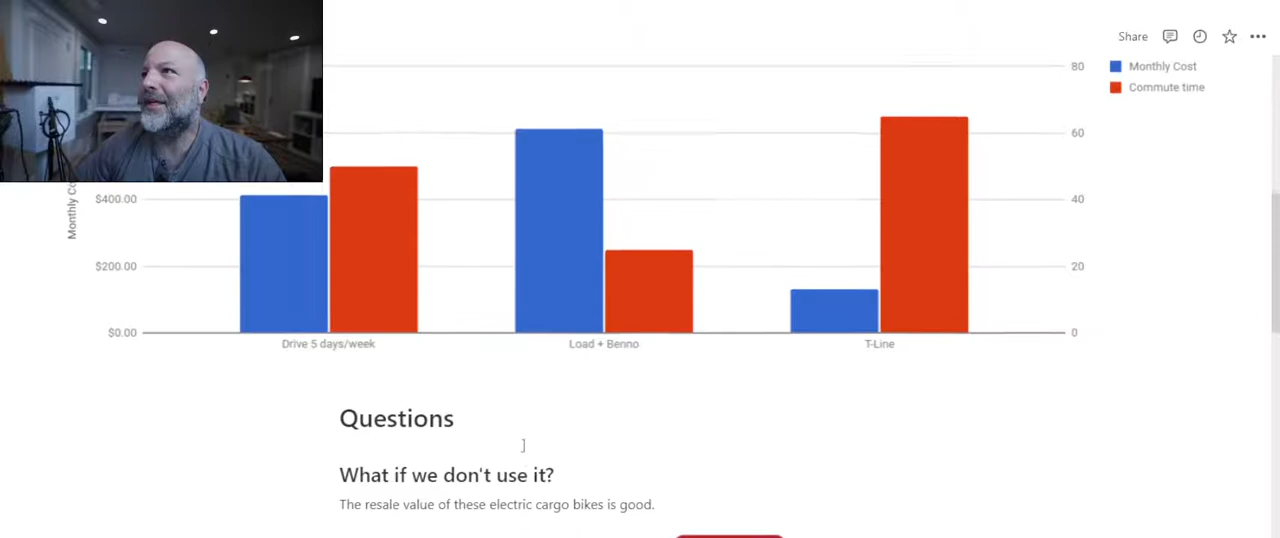 Share
80
Monthly Cost
Commute time
60
$400.00
40
$200.00
20
$0.00
0
Drive 5 days/week
Load + Benno
T-Line
Questions
What if we don't use it?
The resale value of these electric cargo bikes is good.